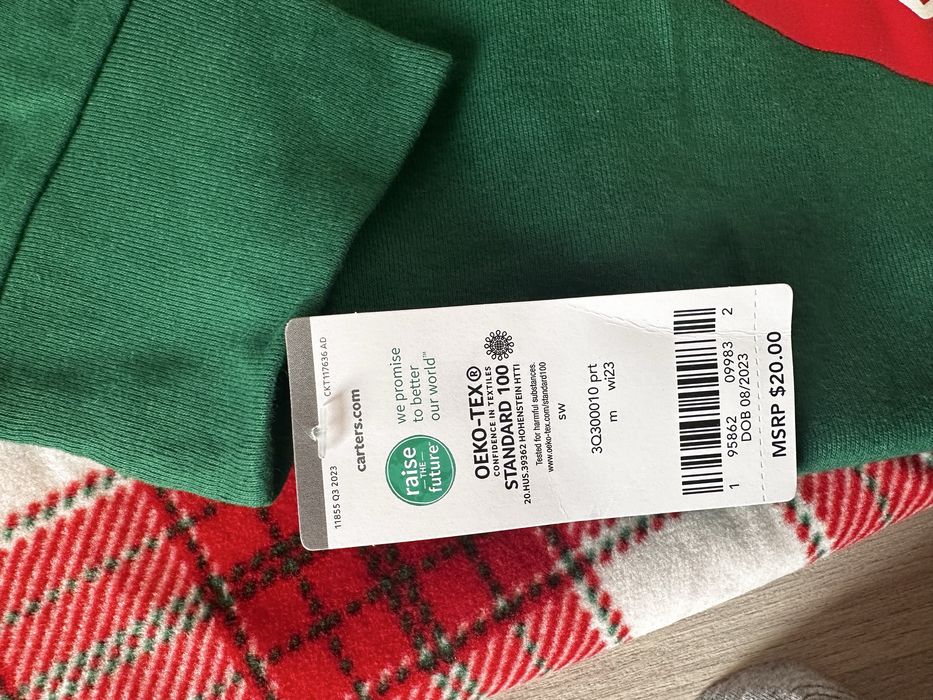 11855 Q3 2023 CKT117636 AD
carters.com
raise
THE
future™
we promise
to better
our world™
OEKO-TEX®
CONFIDENCE IN TEXTILES
STANDARD 100
20.HUS.39362 HOHENSTEIN HTTI
Tested for harmful substances.
www.oeko-tex.com/standard100
sw
3Q300010 prt
m wi23
1 95862 09983 2
DOB 08/2023
MSRP $20.00